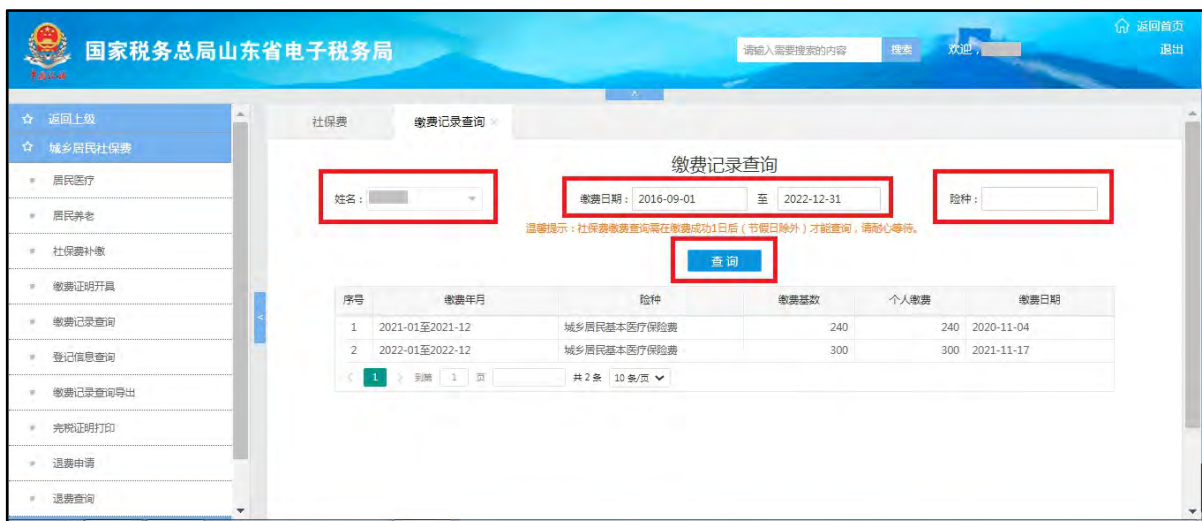 返回首页
国家税务总局山东省电子税务局
请输入需要搜索的内容 搜索 欢迎， 退出
返回上级
城乡居民社保费
居民医疗
居民养老
社保费补缴
缴费证明开具
缴费记录查询
登记信息查询
缴费记录查询导出
完税证明打印
退费申请
退费查询
社保费 缴费记录查询 ×
缴费记录查询
姓名： 缴费日期： 2016-09-01 至 2022-12-31 险种：
温馨提示：社保费缴费查询需在缴费成功1日后（节假日除外）才能查询，请耐心等待。
查询
序号 缴费年月 险种 缴费基数 个人缴费 缴费日期
1 2021-01至2021-12 城乡居民基本医疗保险费 240 240 2020-11-04
2 2022-01至2022-12 城乡居民基本医疗保险费 300 300 2021-11-17
< 1 > 到第 1 页 共 2 条 10 条/页